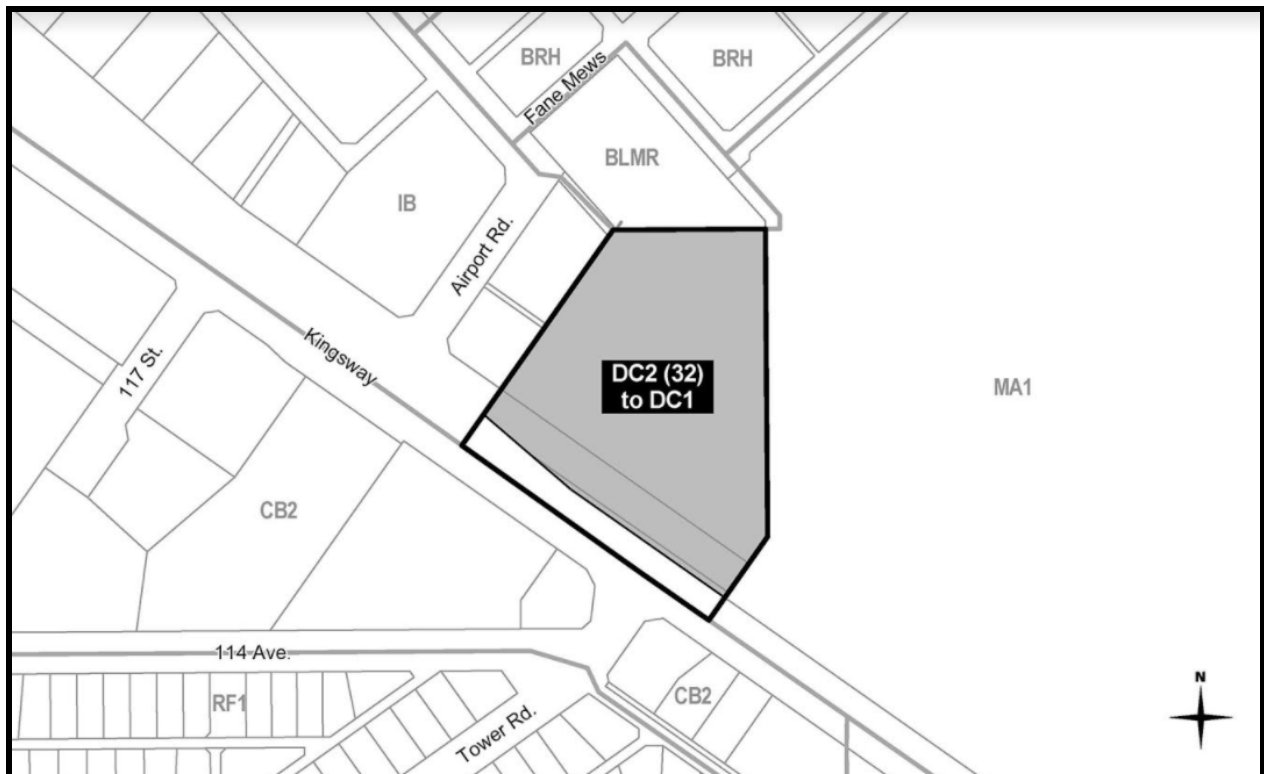 BRH
BRH
Fane Mews
BLMR
IB
Airport Rd.
Kingsway
117 St.
DC2 (32)
to DC1
MA1
CB2
114 Ave.
RF1
CB2
Tower Rd.
N